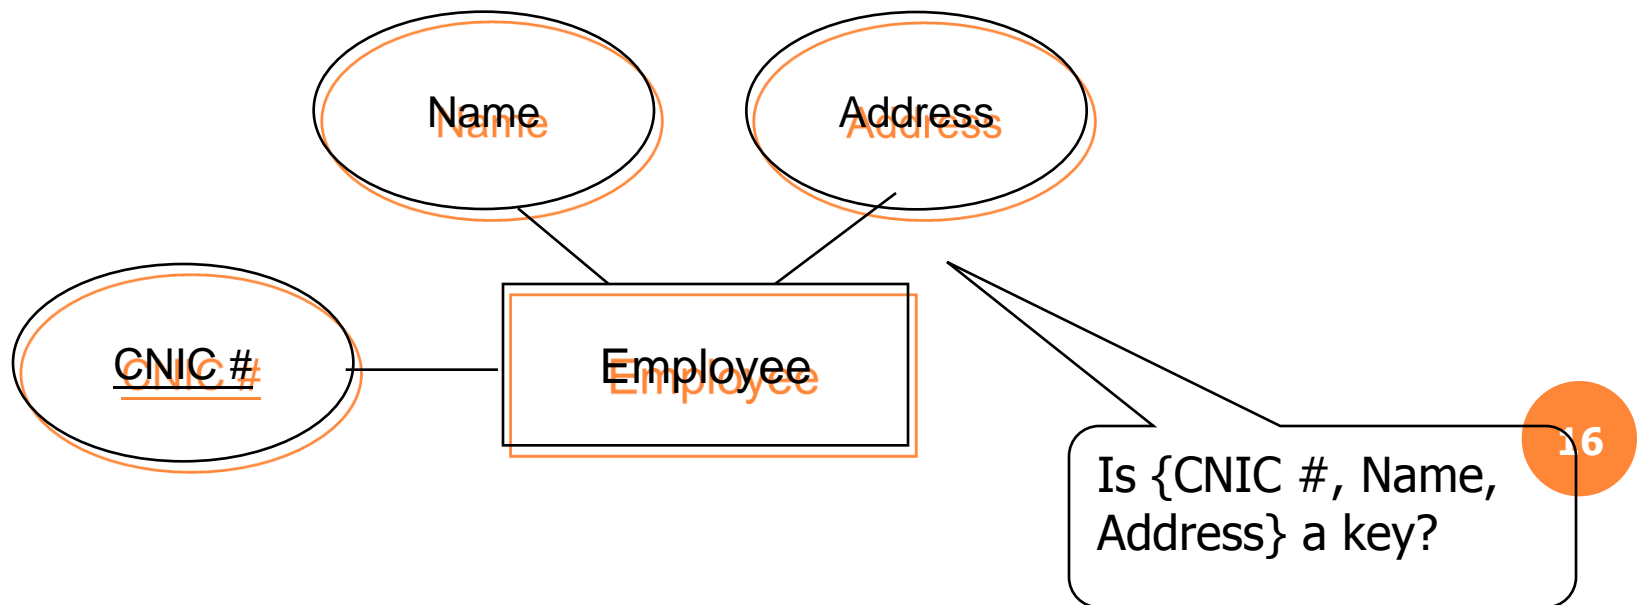 Name
Address
CNIC #
Employee
16
Is {CNIC #, Name,
Address} a key?